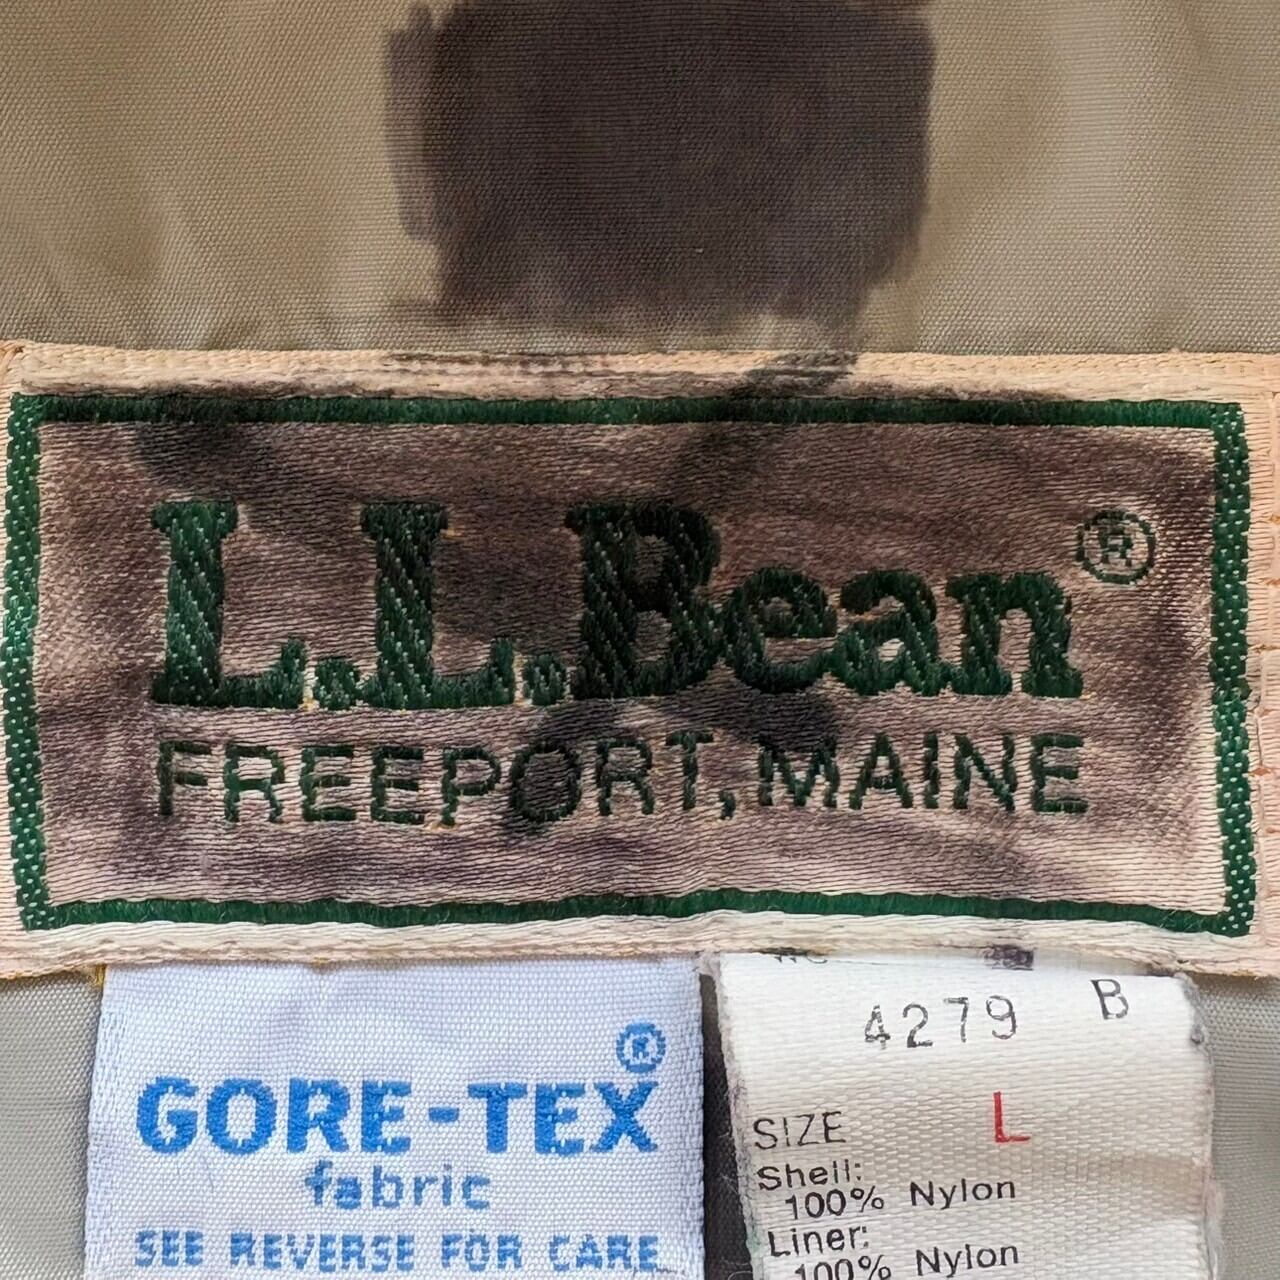 L.L.Bean®
FREEPORT, MAINE
GORE-TEX®
fabric
SEE REVERSE FOR CARE
4279 B
SIZE L
Shell:
100% Nylon
Liner:
100% Nylon